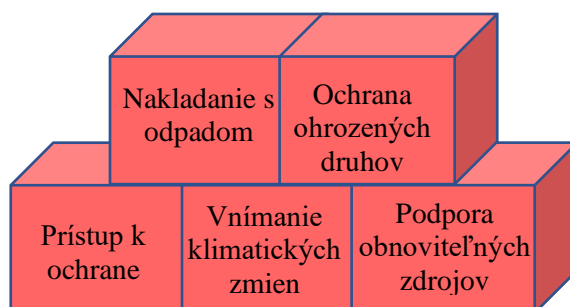 Nakladanie s
odpadom
Ochrana
ohrozených
druhov
Prístup k
ochrane
Vnímanie
klimatických
zmien
Podpora
obnoviteľných
zdrojov